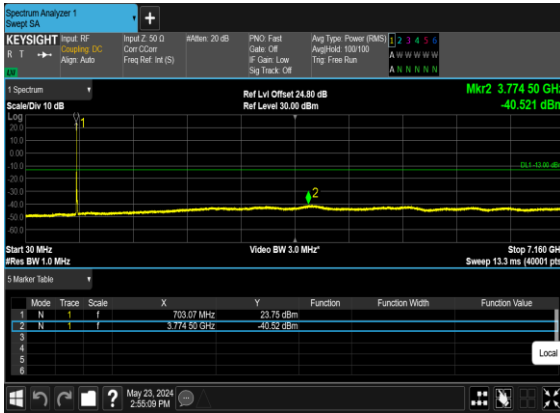 Spectrum Analyzer 1
Swept SA
+
KEYSIGHT
R T
Input: RF
Coupling: DC
Align: Auto
Input Z: 50 Ω
Corr CCorr
Freq Ref: Int (S)
#Atten: 20 dB
PNO: Fast
Gate: Off
IF Gain: Low
Sig Track: Off
Avg Type: Power (RMS)
Avg|Hold: 100/100
Trig: Free Run
1 2 3 4 5 6
A W W W W W
A N N N N N
1 Spectrum
Scale/Div 10 dB
Ref Lvl Offset 24.80 dB
Ref Level 30.00 dBm
Mkr2 3.774 50 GHz
-40.521 dBm
Log
20.0
10.0
0.00
-10.0
-20.0
-30.0
-40.0
-50.0
-60.0
1
2
DL1 -13.00 dBm
Start 30 MHz
#Res BW 1.0 MHz
Video BW 3.0 MHz*
Stop 7.160 GHz
Sweep 13.3 ms (40001 pts)
5 Marker Table
Mode Trace Scale X Y Function Function Width Function Value
1 N 1 f 703.07 MHz 23.75 dBm
2 N 1 f 3.774 50 GHz -40.52 dBm
3
4
5
6
Local
?
May 23, 2024
2:55:09 PM